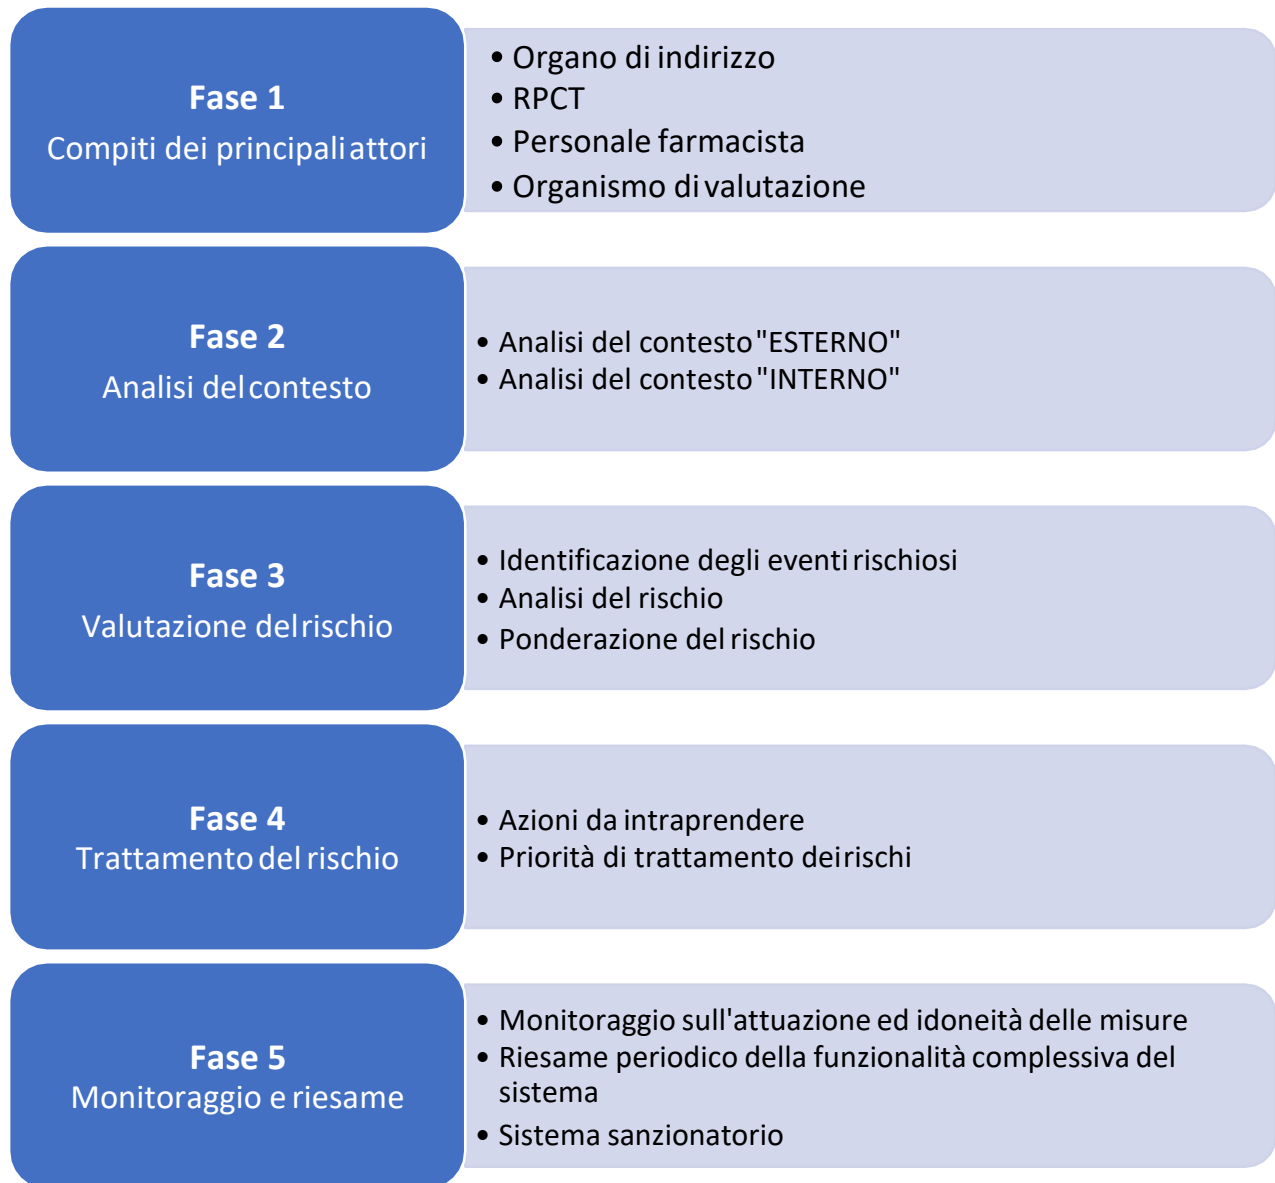 Fase 1
Compiti dei principali attori
• Organo di indirizzo
• RPCT
• Personale farmacista
• Organismo di valutazione
Fase 2
Analisi del contesto
• Analisi del contesto "ESTERNO"
• Analisi del contesto "INTERNO"
Fase 3
Valutazione del rischio
• Identificazione degli eventi rischiosi
• Analisi del rischio
• Ponderazione del rischio
Fase 4
Trattamento del rischio
• Azioni da intraprendere
• Priorità di trattamento dei rischi
Fase 5
Monitoraggio e riesame
• Monitoraggio sull'attuazione ed idoneità delle misure
• Riesame periodico della funzionalità complessiva del
sistema
• Sistema sanzionatorio